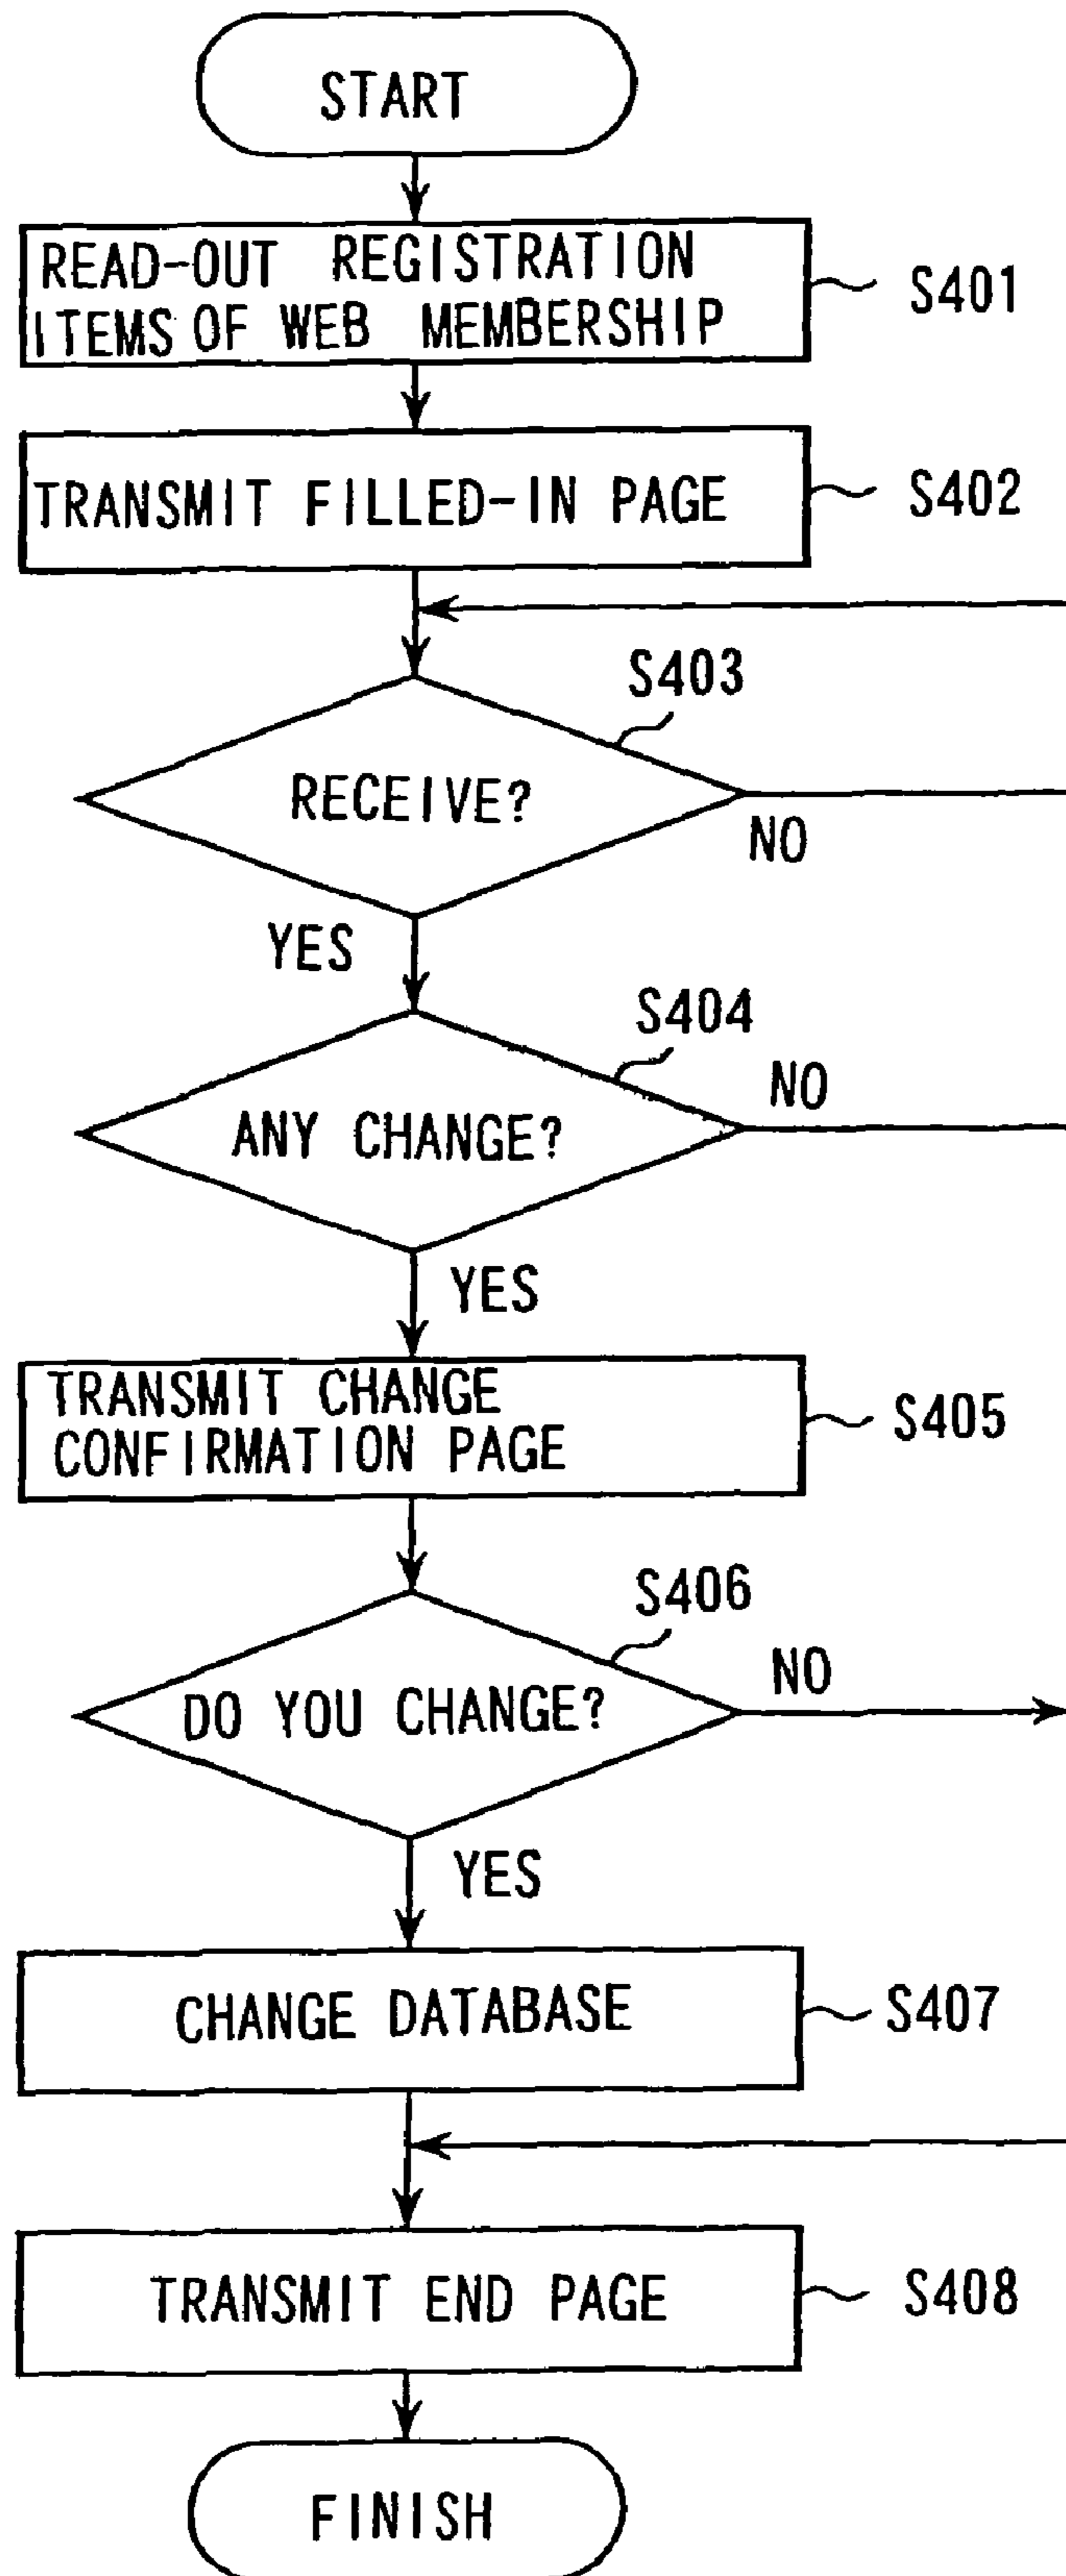 START
READ-OUT REGISTRATION
ITEMS OF WEB MEMBERSHIP
S401
TRANSMIT FILLED-IN PAGE
S402
S403
RECEIVE?
NO
YES
S404
NO
ANY CHANGE?
YES
TRANSMIT CHANGE
CONFIRMATION PAGE
S405
S406
NO
DO YOU CHANGE?
YES
CHANGE DATABASE
S407
TRANSMIT END PAGE
S408
FINISH